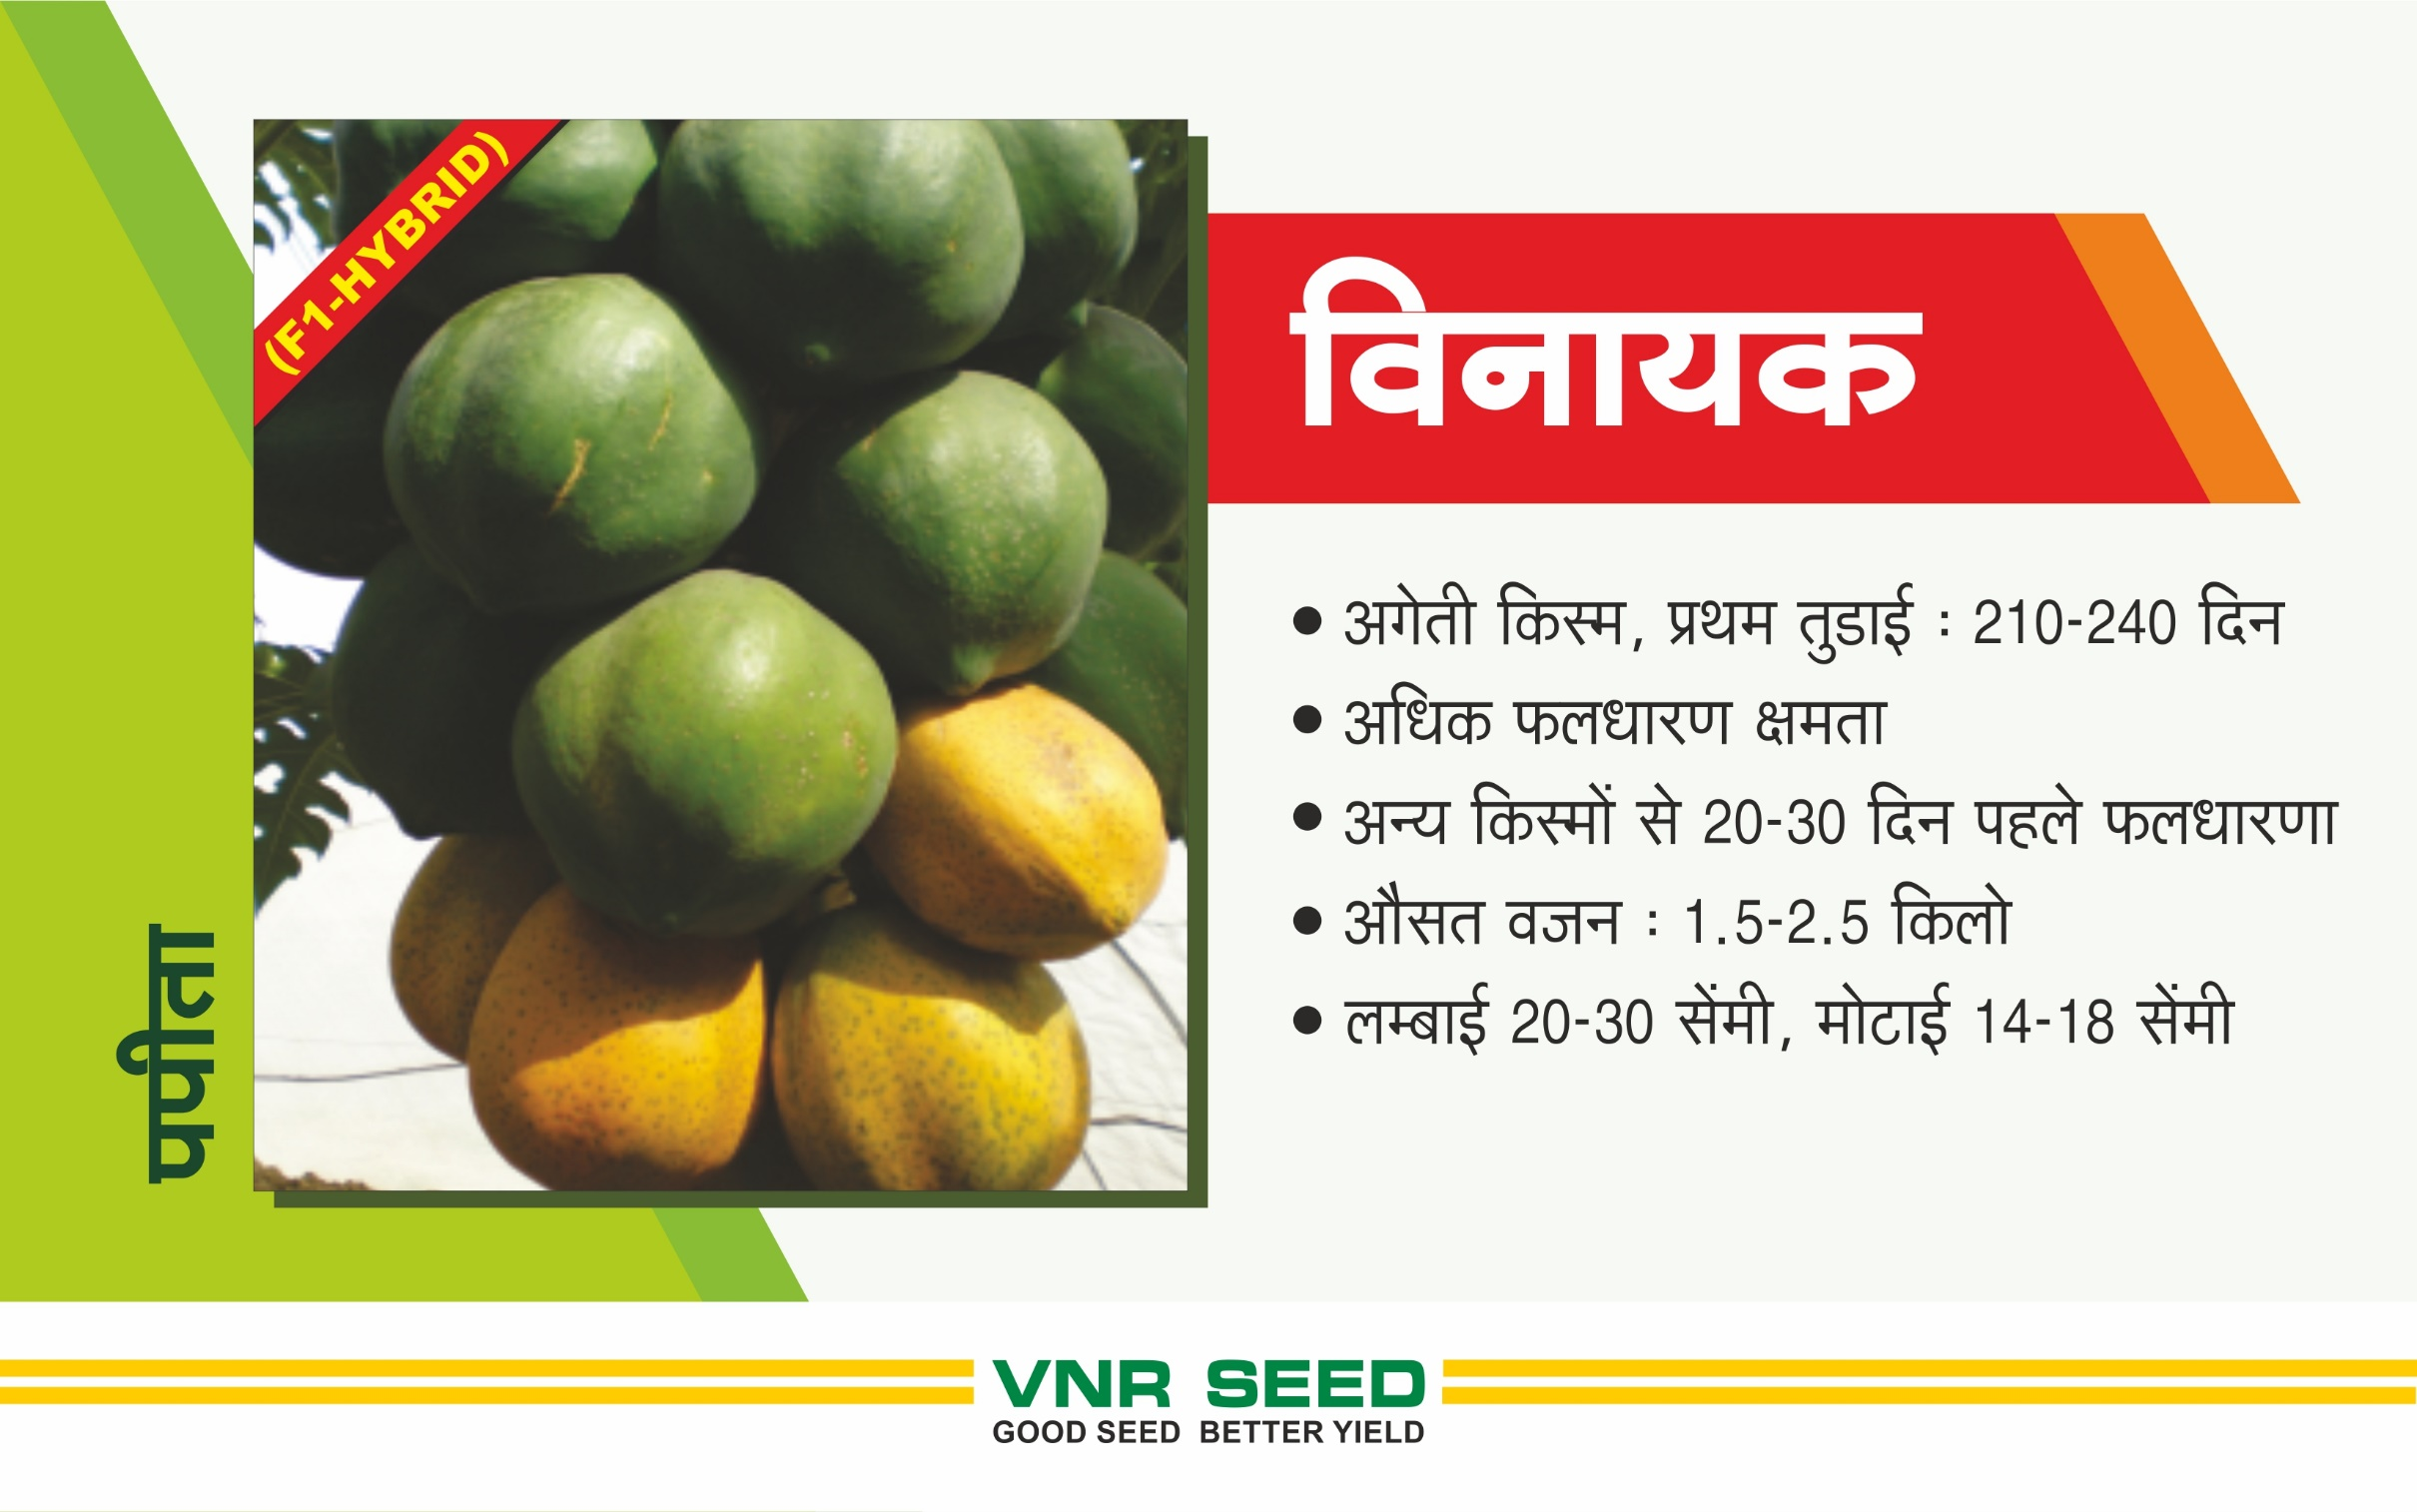 (F1-HYBRID))
विनायक
● अगेती किस्म, प्रथम तुडाई : 210-240 दिन
● अधिक फलधारण क्षमता
● अन्य किस्मों से 20-30 दिन पहले फलधारणा
● औसत वजन : 1.5-2.5 किलो
● लम्बाई 20-30 सेंमी, मोटाई 14-18 सेंमी
पपीता
VNR SEED
GOOD SEED BETTER YIELD